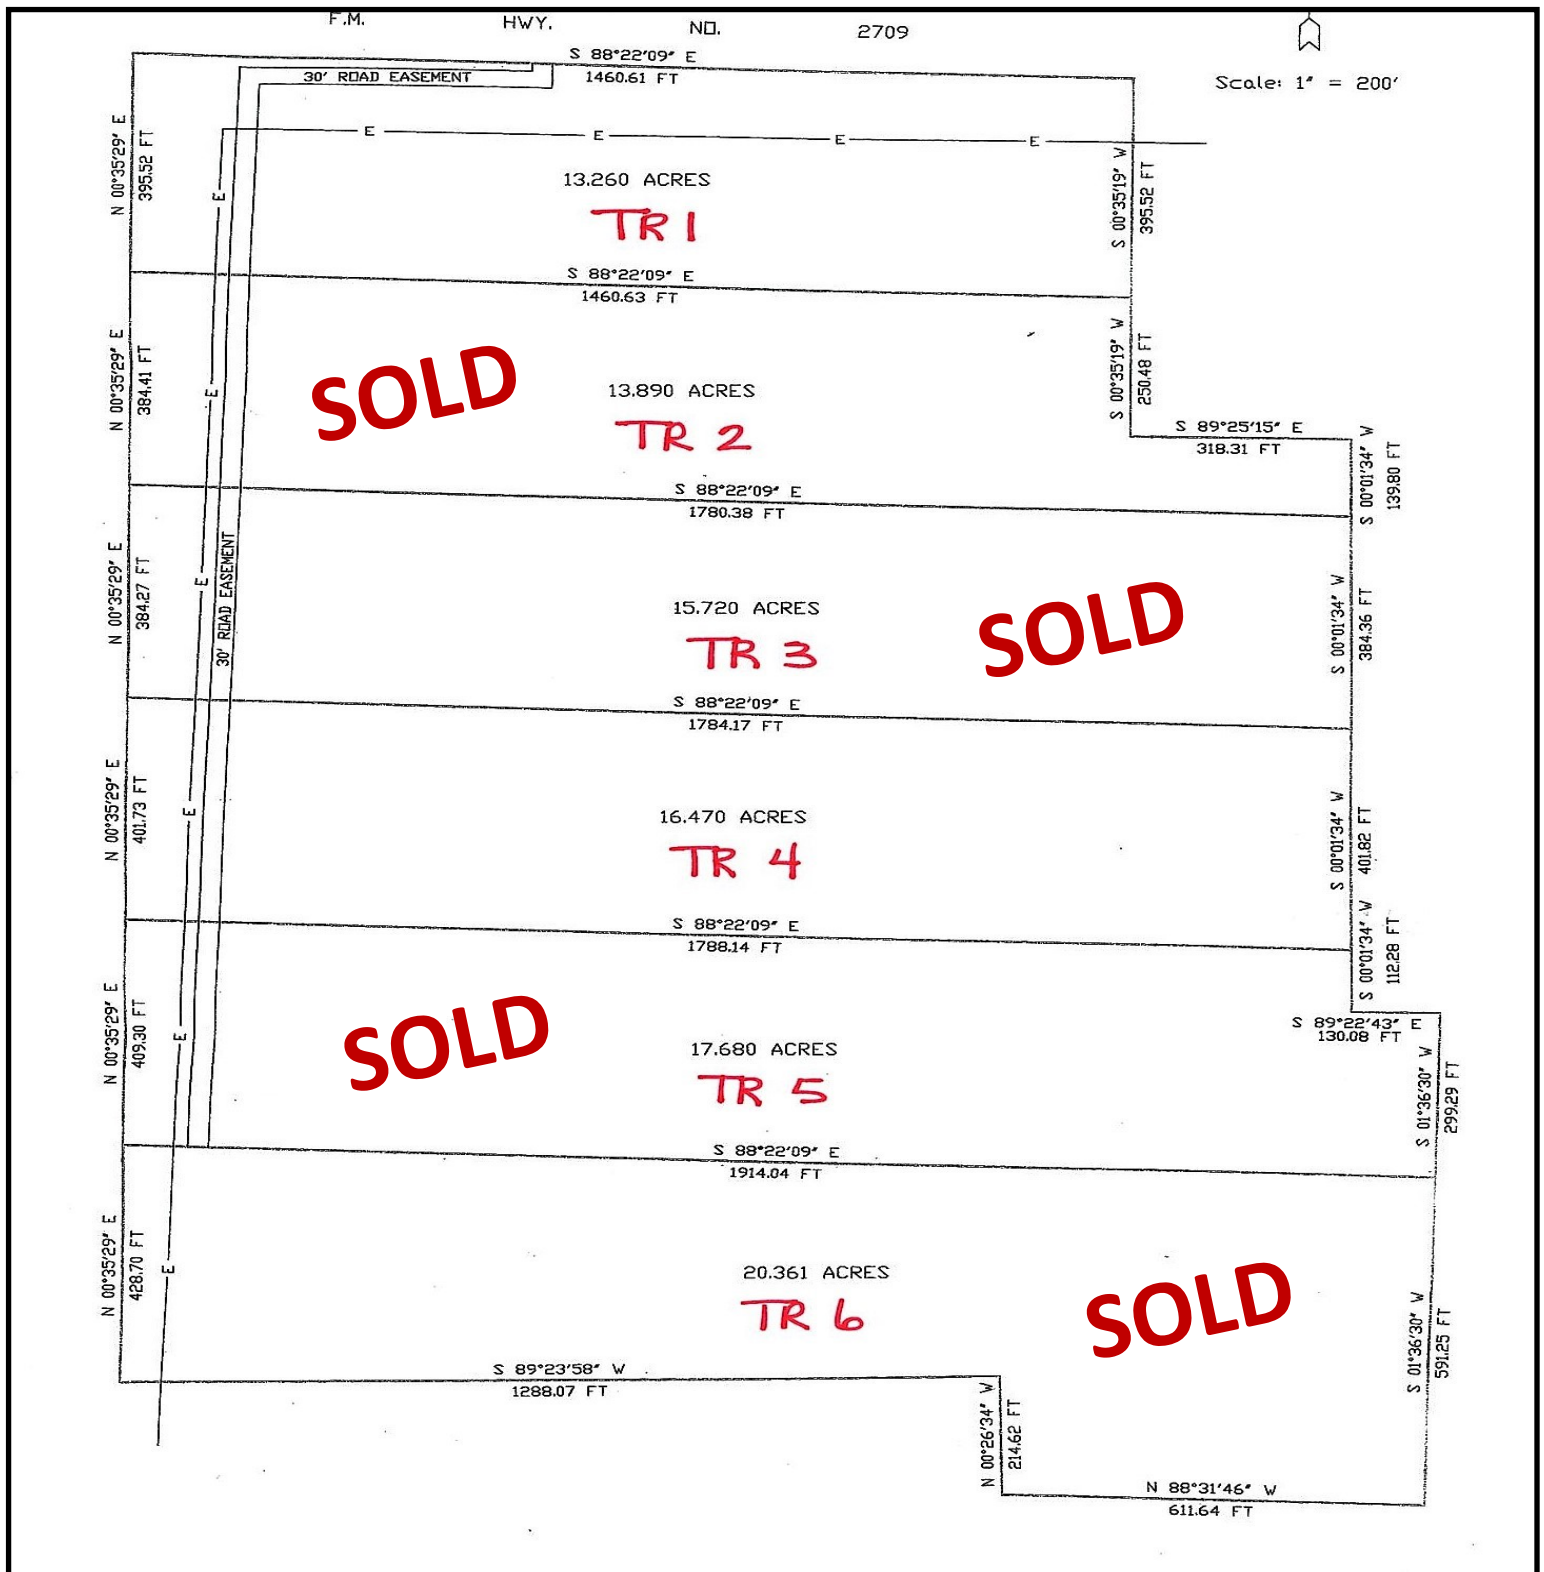 F.M. HWY. NO. 2709
S 88°22'09" E
1460.61 FT
Scale: 1" = 200'
30' ROAD EASEMENT
E E E E
N 00°35'29" E
395.52 FT
13.260 ACRES
TR 1
S 00°35'19" W
395.52 FT
E
S 88°22'09" E
1460.63 FT
N 00°35'29" E
384.41 FT
E
SOLD
13.890 ACRES
TR 2
S 00°35'19" W
250.48 FT
S 89°25'15" E
318.31 FT
S 00°01'34" W
139.80 FT
S 88°22'09" E
1780.38 FT
N 00°35'29" E
384.27 FT
E
30' ROAD EASEMENT
15.720 ACRES
TR 3
SOLD
S 00°01'34" W
384.36 FT
S 88°22'09" E
1784.17 FT
N 00°35'29" E
401.73 FT
E
16.470 ACRES
TR 4
S 00°01'34" W
401.82 FT
S 88°22'09" E
1788.14 FT
S 00°01'34" W
112.28 FT
N 00°35'29" E
409.30 FT
E
SOLD
17.680 ACRES
TR 5
S 89°22'43" E
130.08 FT
S 01°36'30" W
299.29 FT
S 88°22'09" E
1914.04 FT
N 00°35'29" E
428.70 FT
E
20.361 ACRES
TR 6
SOLD
S 01°36'30" W
591.25 FT
S 89°23'58" W
1288.07 FT
N 00°26'34" W
214.62 FT
N 88°31'46" W
611.64 FT